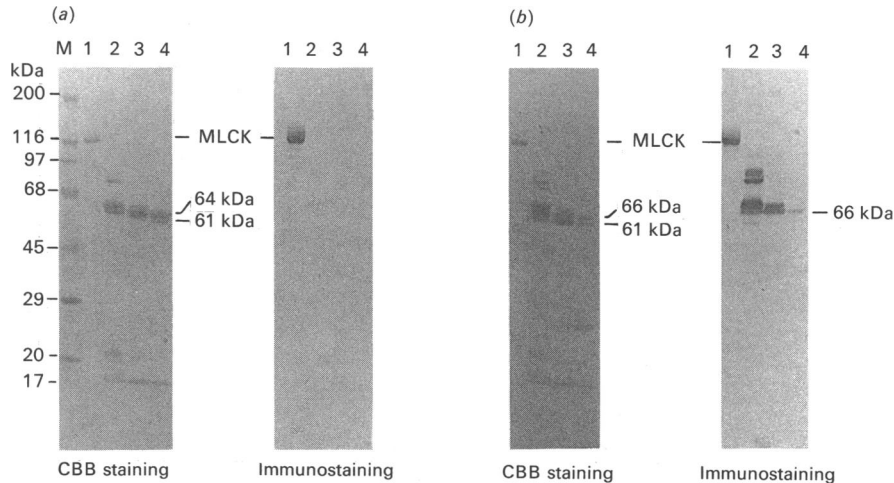 (a)
M 1 2 3 4
1 2 3 4
kDa
200
116
97
68
45
29
20
17
MLCK
64 kDa
61 kDa
CBB staining
Immunostaining
(b)
1 2 3 4
1 2 3 4
MLCK
66 kDa
61 kDa
66 kDa
CBB staining
Immunostaining